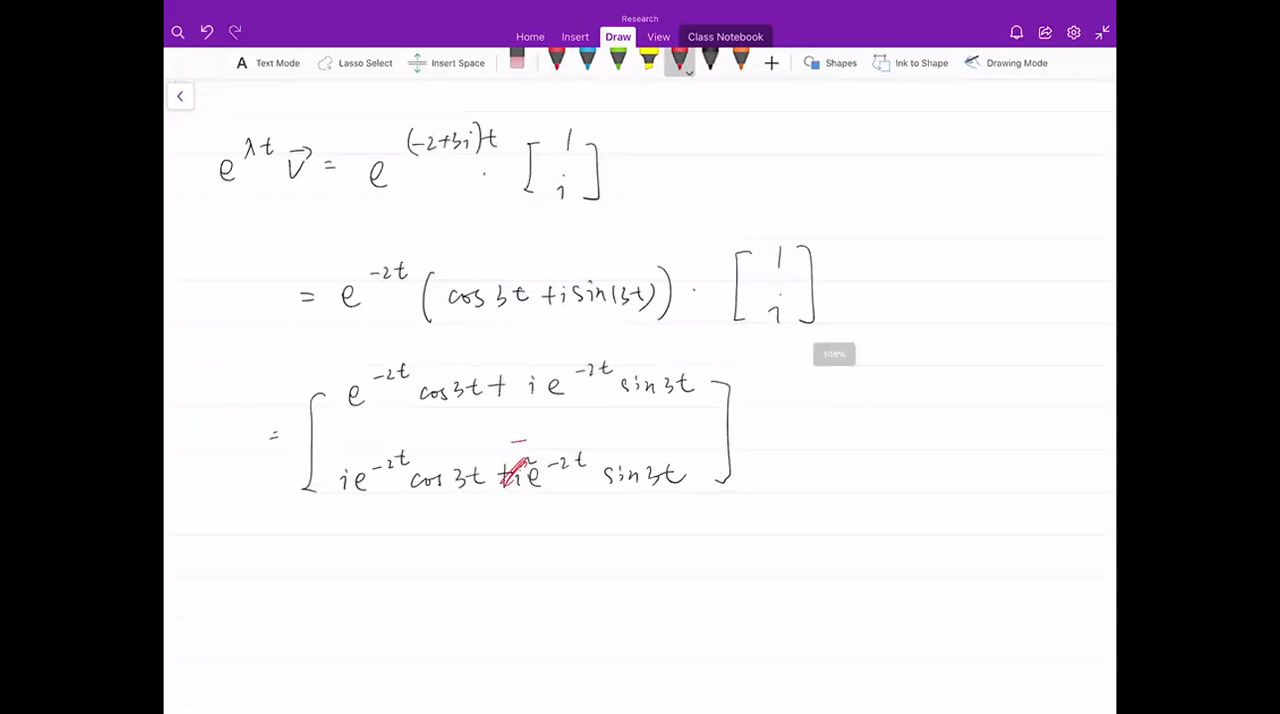 Research
Home Insert Draw View Class Notebook
Text Mode Lasso Select Insert Space Shapes Ink to Shape Drawing Mode
e^{λt} \vec{v} = e^{(-2+3i)t} · [1; i]
= e^{-2t} (cos 3t + i sin(3t)) · [1; i]
= [e^{-2t} cos 3t + i e^{-2t} sin 3t;
i e^{-2t} cos 3t + i² e^{-2t} sin 3t]